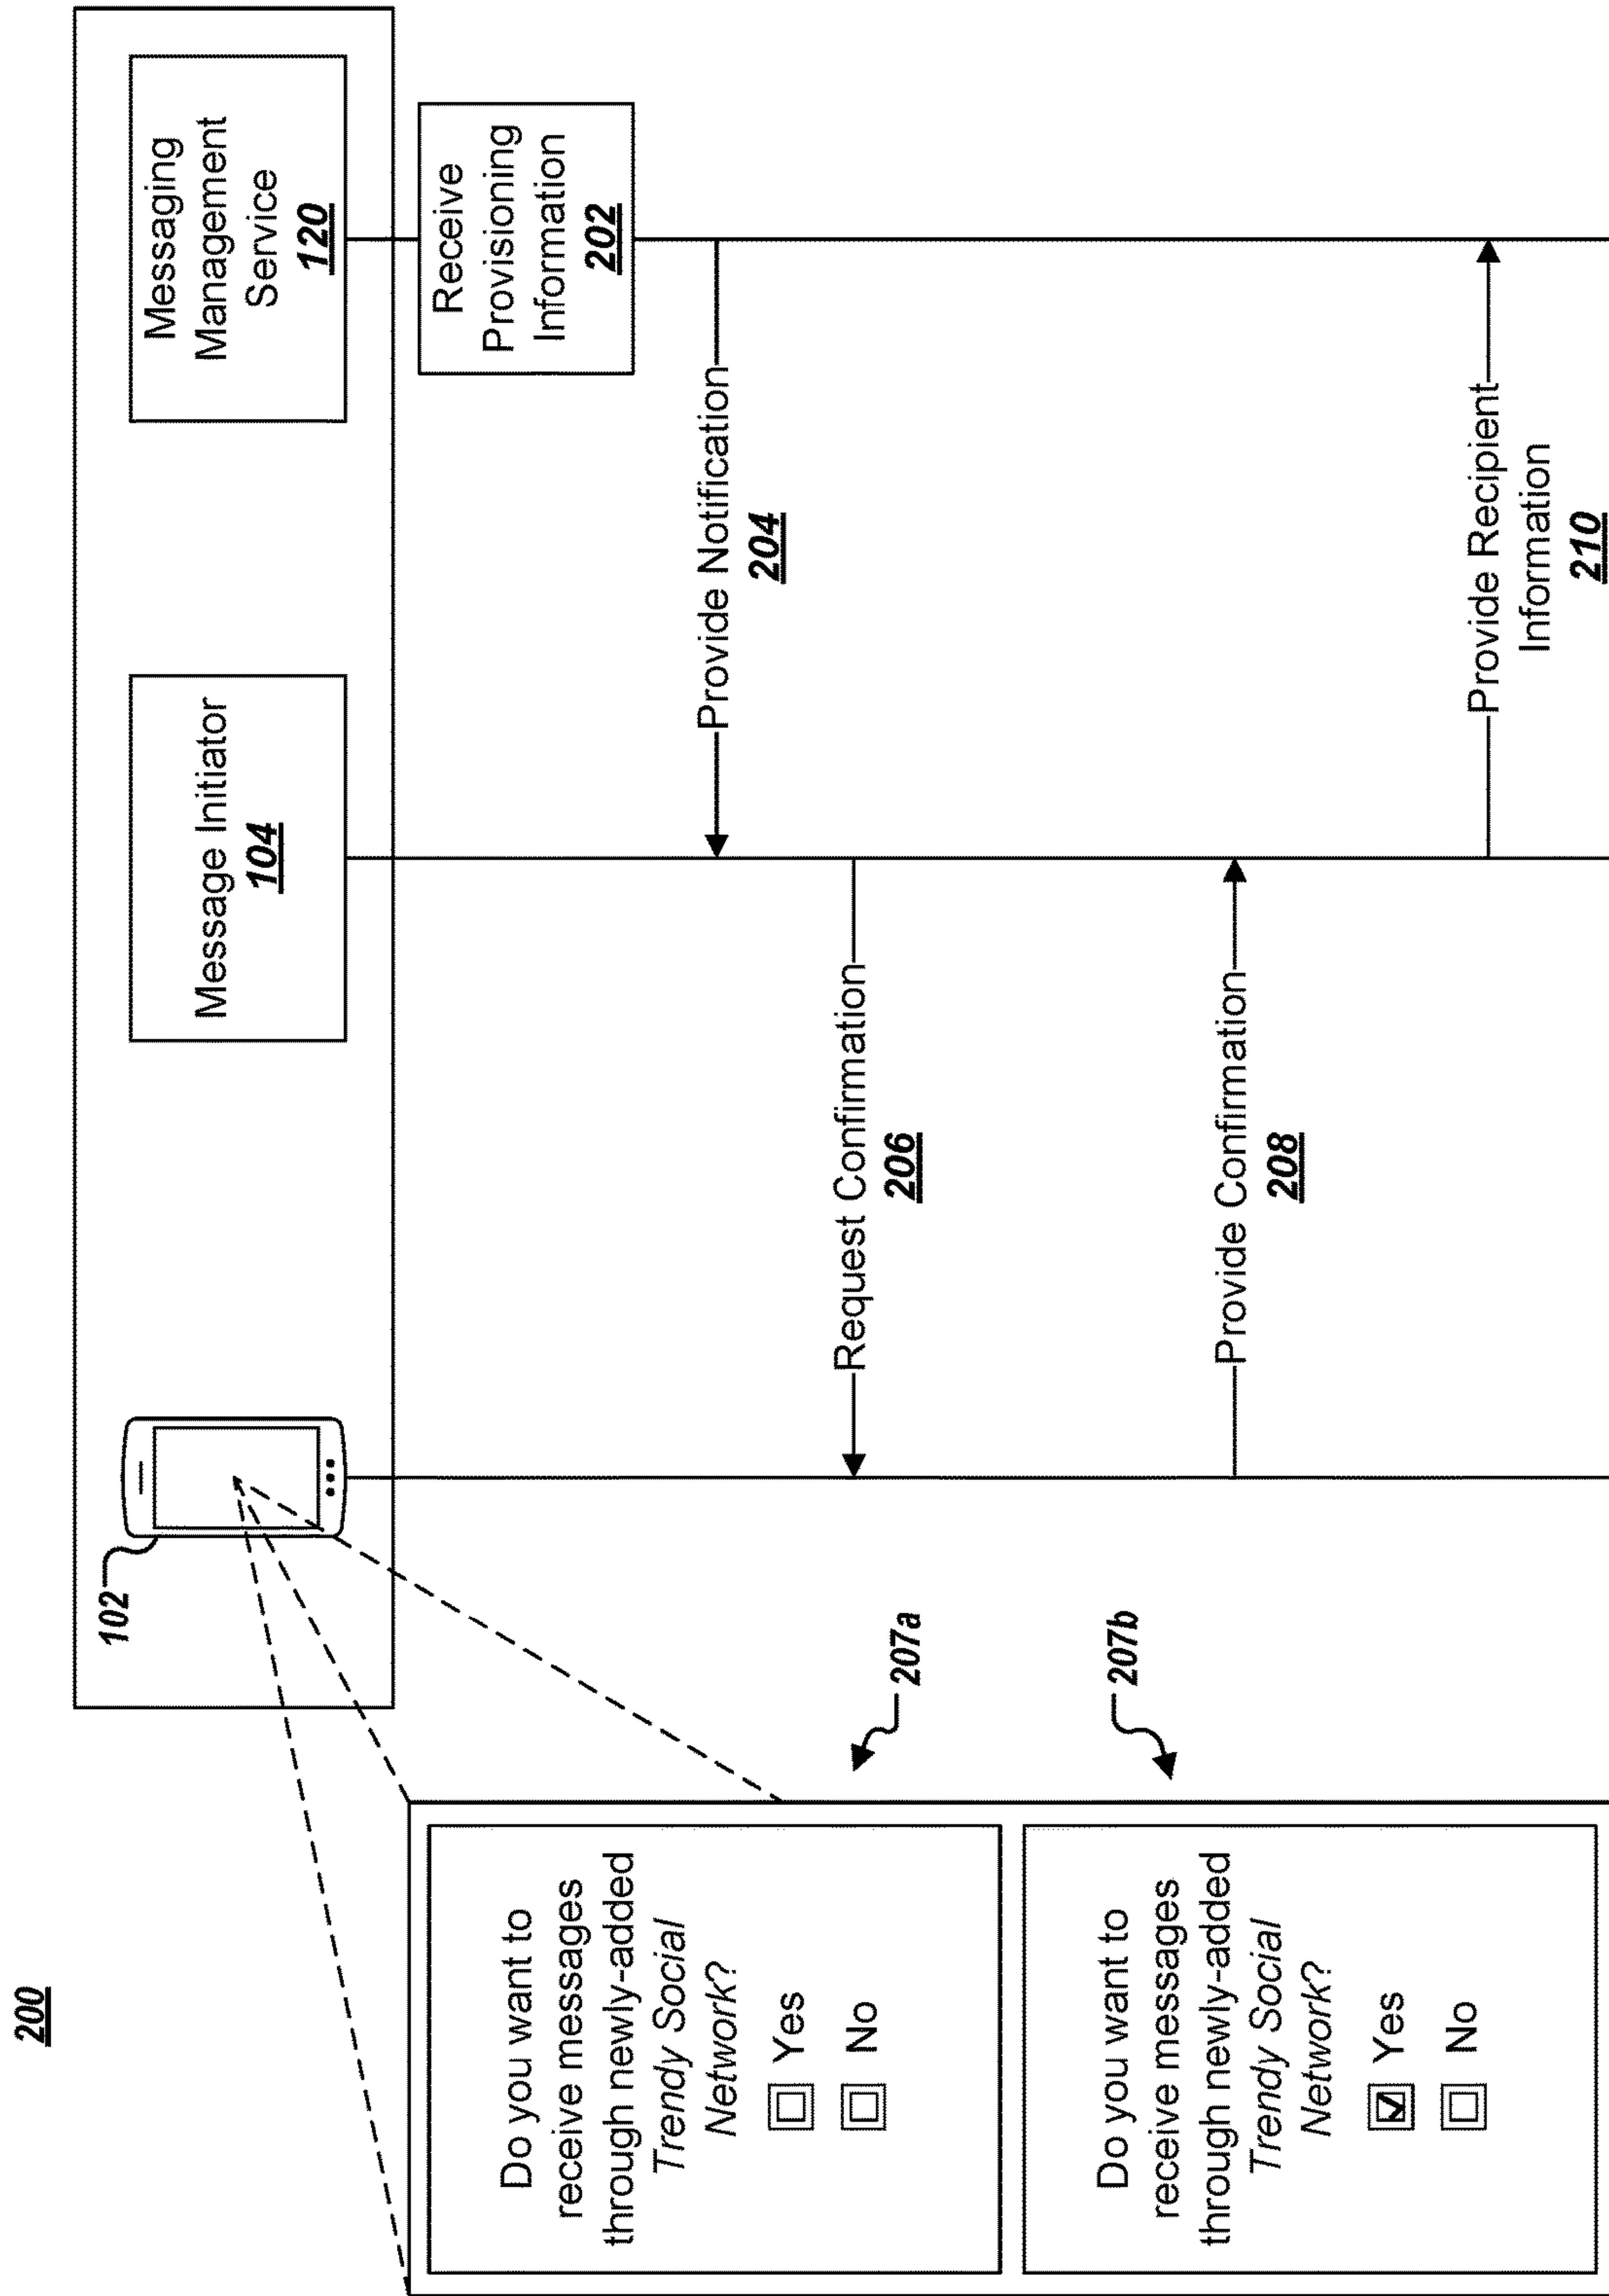 200
102
Message Initiator
104
Messaging
Management
Service
120
Receive
Provisioning
Information
202
Provide Notification
204
Request Confirmation
206
207a
Do you want to
receive messages
through newly-added
Trendy Social
Network?
Yes
No
Provide Confirmation
208
207b
Do you want to
receive messages
through newly-added
Trendy Social
Network?
Yes
No
Provide Recipient
Information
210